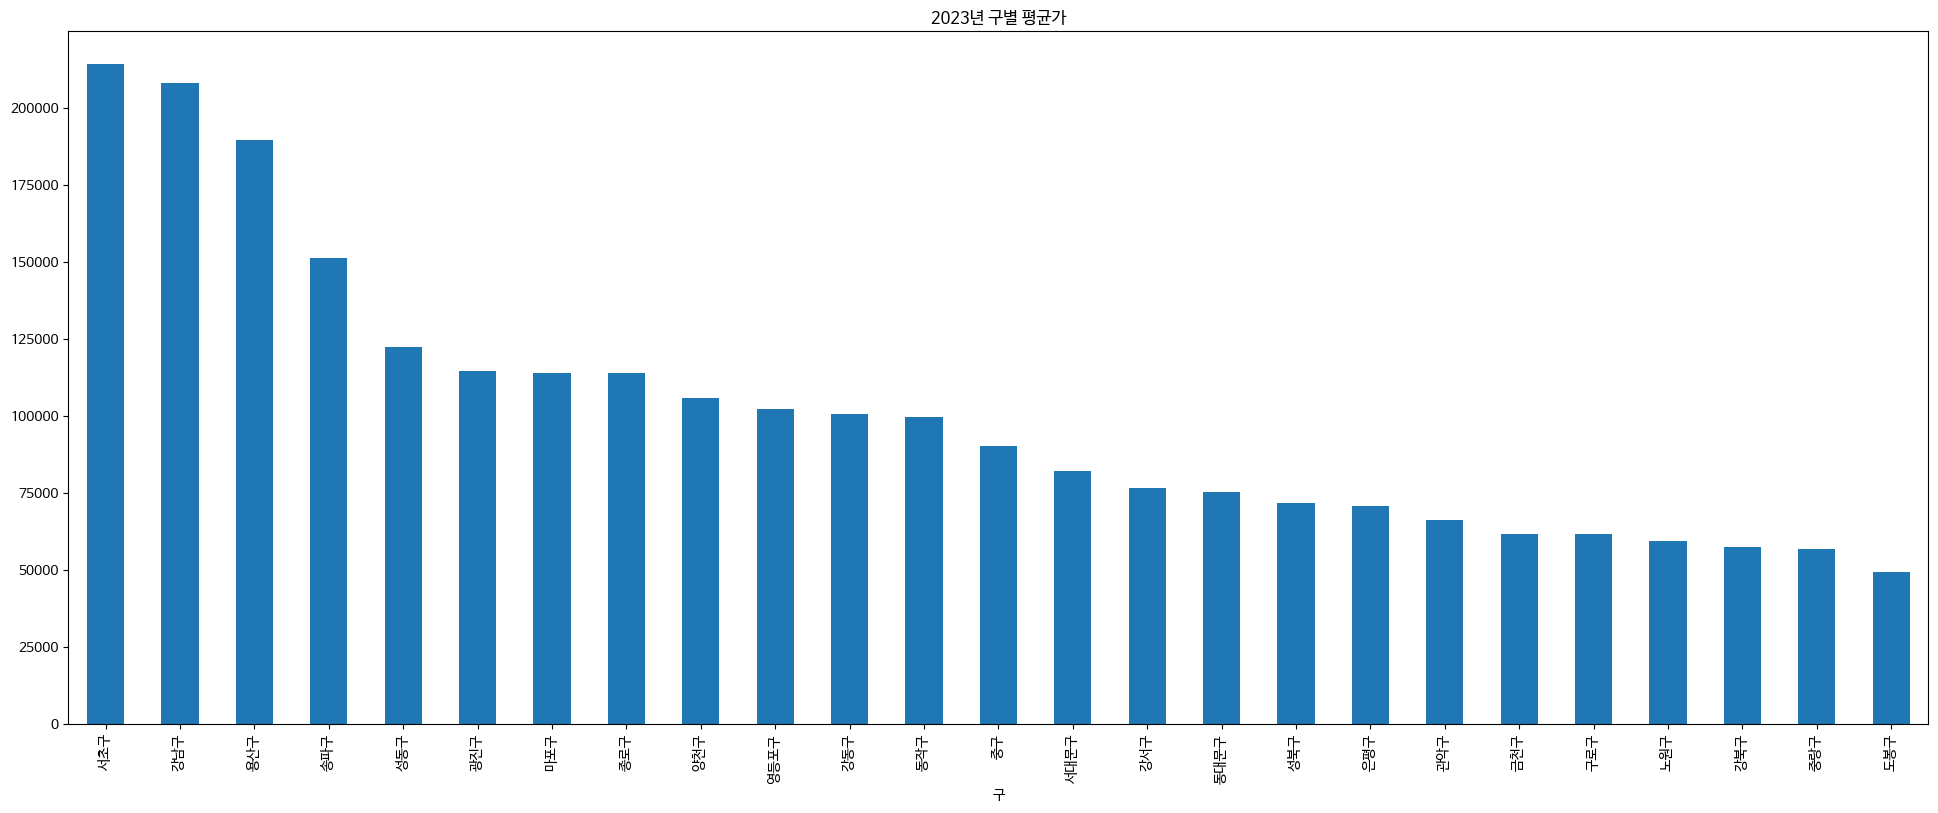 2023년 구별 평균가
200000
175000
150000
125000
100000
75000
50000
25000
0
서초구
강남구
용산구
송파구
성동구
광진구
마포구
종로구
양천구
영등포구
강동구
동작구
중구
서대문구
강서구
동대문구
성북구
은평구
관악구
금천구
구로구
노원구
강북구
중랑구
도봉구
구